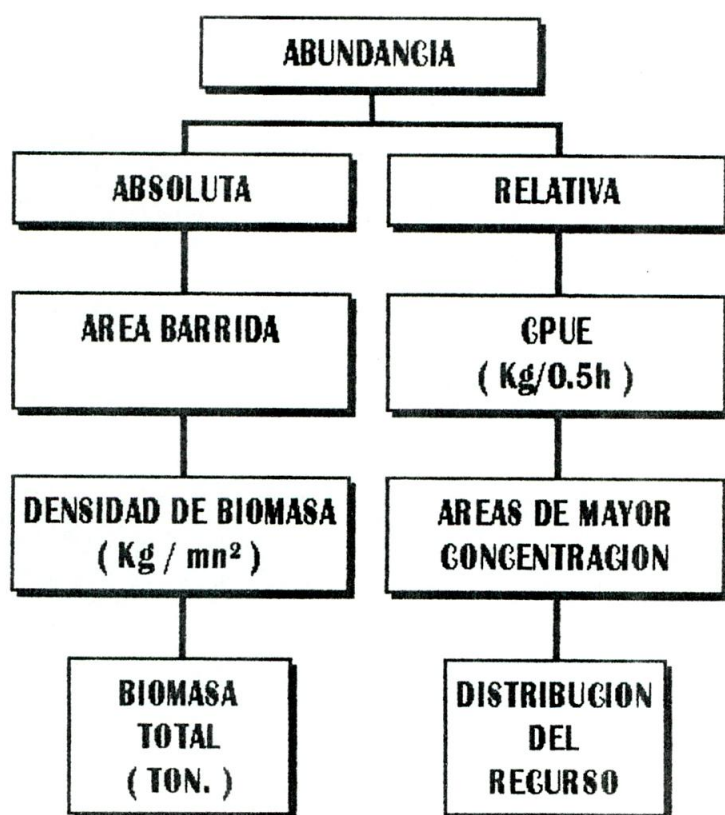 ABUNDANCIA
ABSOLUTA
RELATIVA
AREA BARRIDA
CPUE
( Kg/0.5h )
DENSIDAD DE BIOMASA
( Kg / mn² )
AREAS DE MAYOR
CONCENTRACION
BIOMASA
TOTAL
( TON. )
DISTRIBUCION
DEL
RECURSO